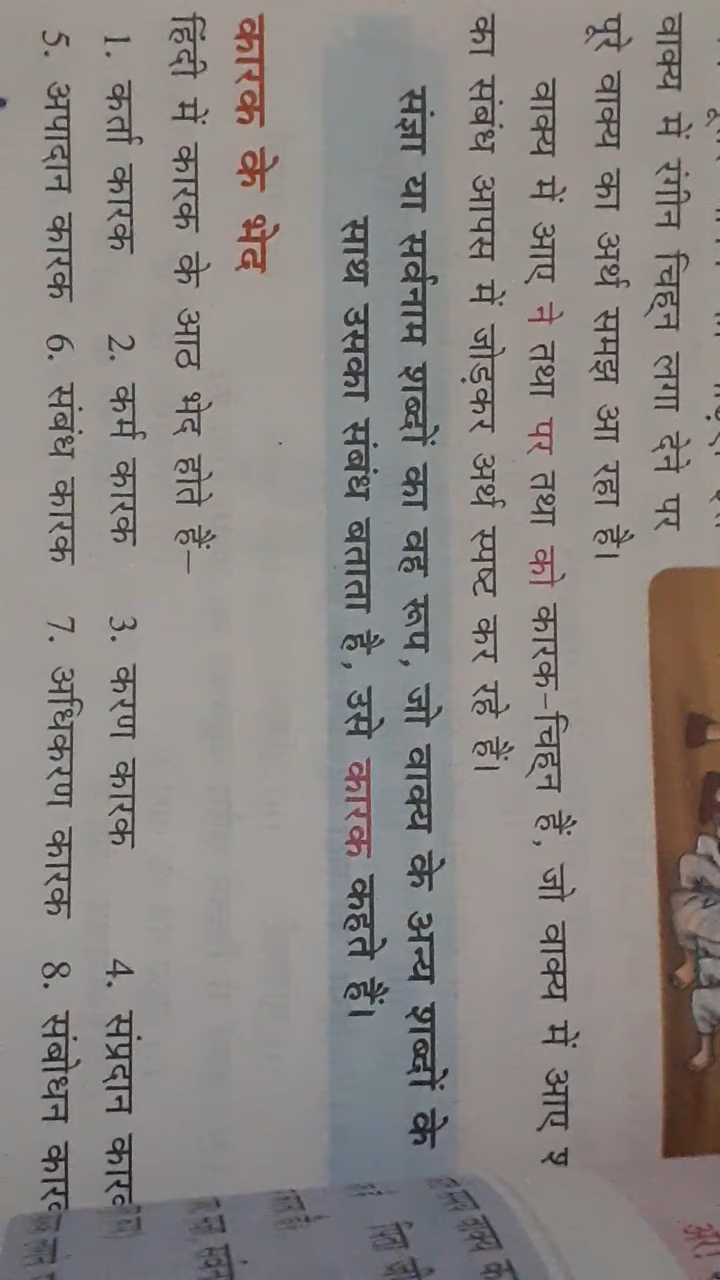 वाक्य में रंगीन चिह्न लगा देने पर
पूरे वाक्य का अर्थ समझ आ रहा है।
वाक्य में आए ने तथा पर तथा को कारक-चिह्न हैं, जो वाक्य में आए
का संबंध आपस में जोड़कर अर्थ स्पष्ट कर रहे हैं।
संज्ञा या सर्वनाम शब्दों का वह रूप, जो वाक्य के अन्य शब्दों के
साथ उसका संबंध बताता है, उसे कारक कहते हैं।
कारक के भेद
हिंदी में कारक के आठ भेद होते हैं–
1. कर्ता कारक 2. कर्म कारक 3. करण कारक 4. संप्रदान कारक
5. अपादान कारक 6. संबंध कारक 7. अधिकरण कारक 8. संबोधन कारक